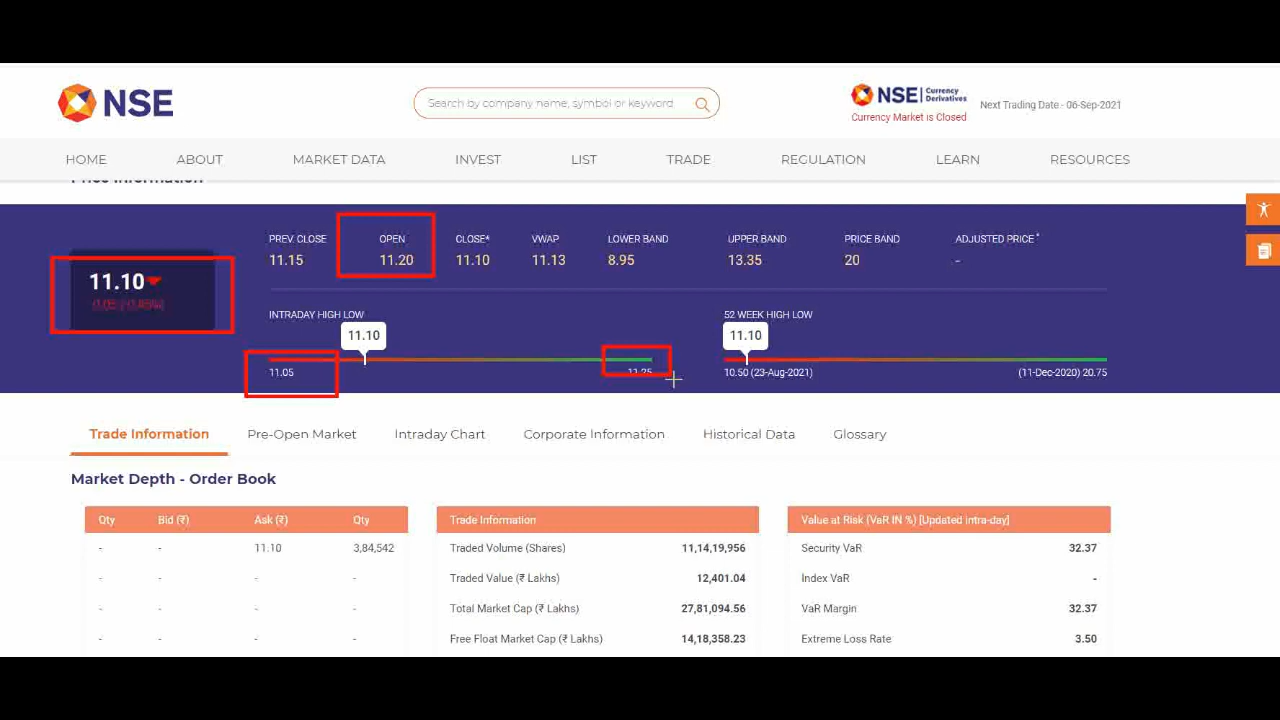 NSE
Search by company name, symbol or keyword
NSE Currency Derivatives
Currency Market is Closed
Next Trading Date - 06-Sep-2021
HOME ABOUT MARKET DATA INVEST LIST TRADE REGULATION LEARN RESOURCES
Price Information
PREV. CLOSE OPEN CLOSE* VWAP LOWER BAND UPPER BAND PRICE BAND ADJUSTED PRICE*
11.15 11.20 11.10 11.13 8.95 13.35 20 -
11.10
INTRADAY HIGH LOW 52 WEEK HIGH LOW
11.10 11.10
11.05 11.25 10.50 (23-Aug-2021) (11-Dec-2020) 20.75
Trade Information Pre-Open Market Intraday Chart Corporate Information Historical Data Glossary
Market Depth - Order Book
Qty Bid (₹) Ask (₹) Qty Trade Information Value at Risk (VaR IN %) [Updated intra-day]
- - 11.10 3,84,542 Traded Volume (Shares) 11,14,19,956 Security VaR 32.37
- - - - Traded Value (₹ Lakhs) 12,401.04 Index VaR -
- - - - Total Market Cap (₹ Lakhs) 27,81,094.56 VaR Margin 32.37
- - - - Free Float Market Cap (₹ Lakhs) 14,18,358.23 Extreme Loss Rate 3.50